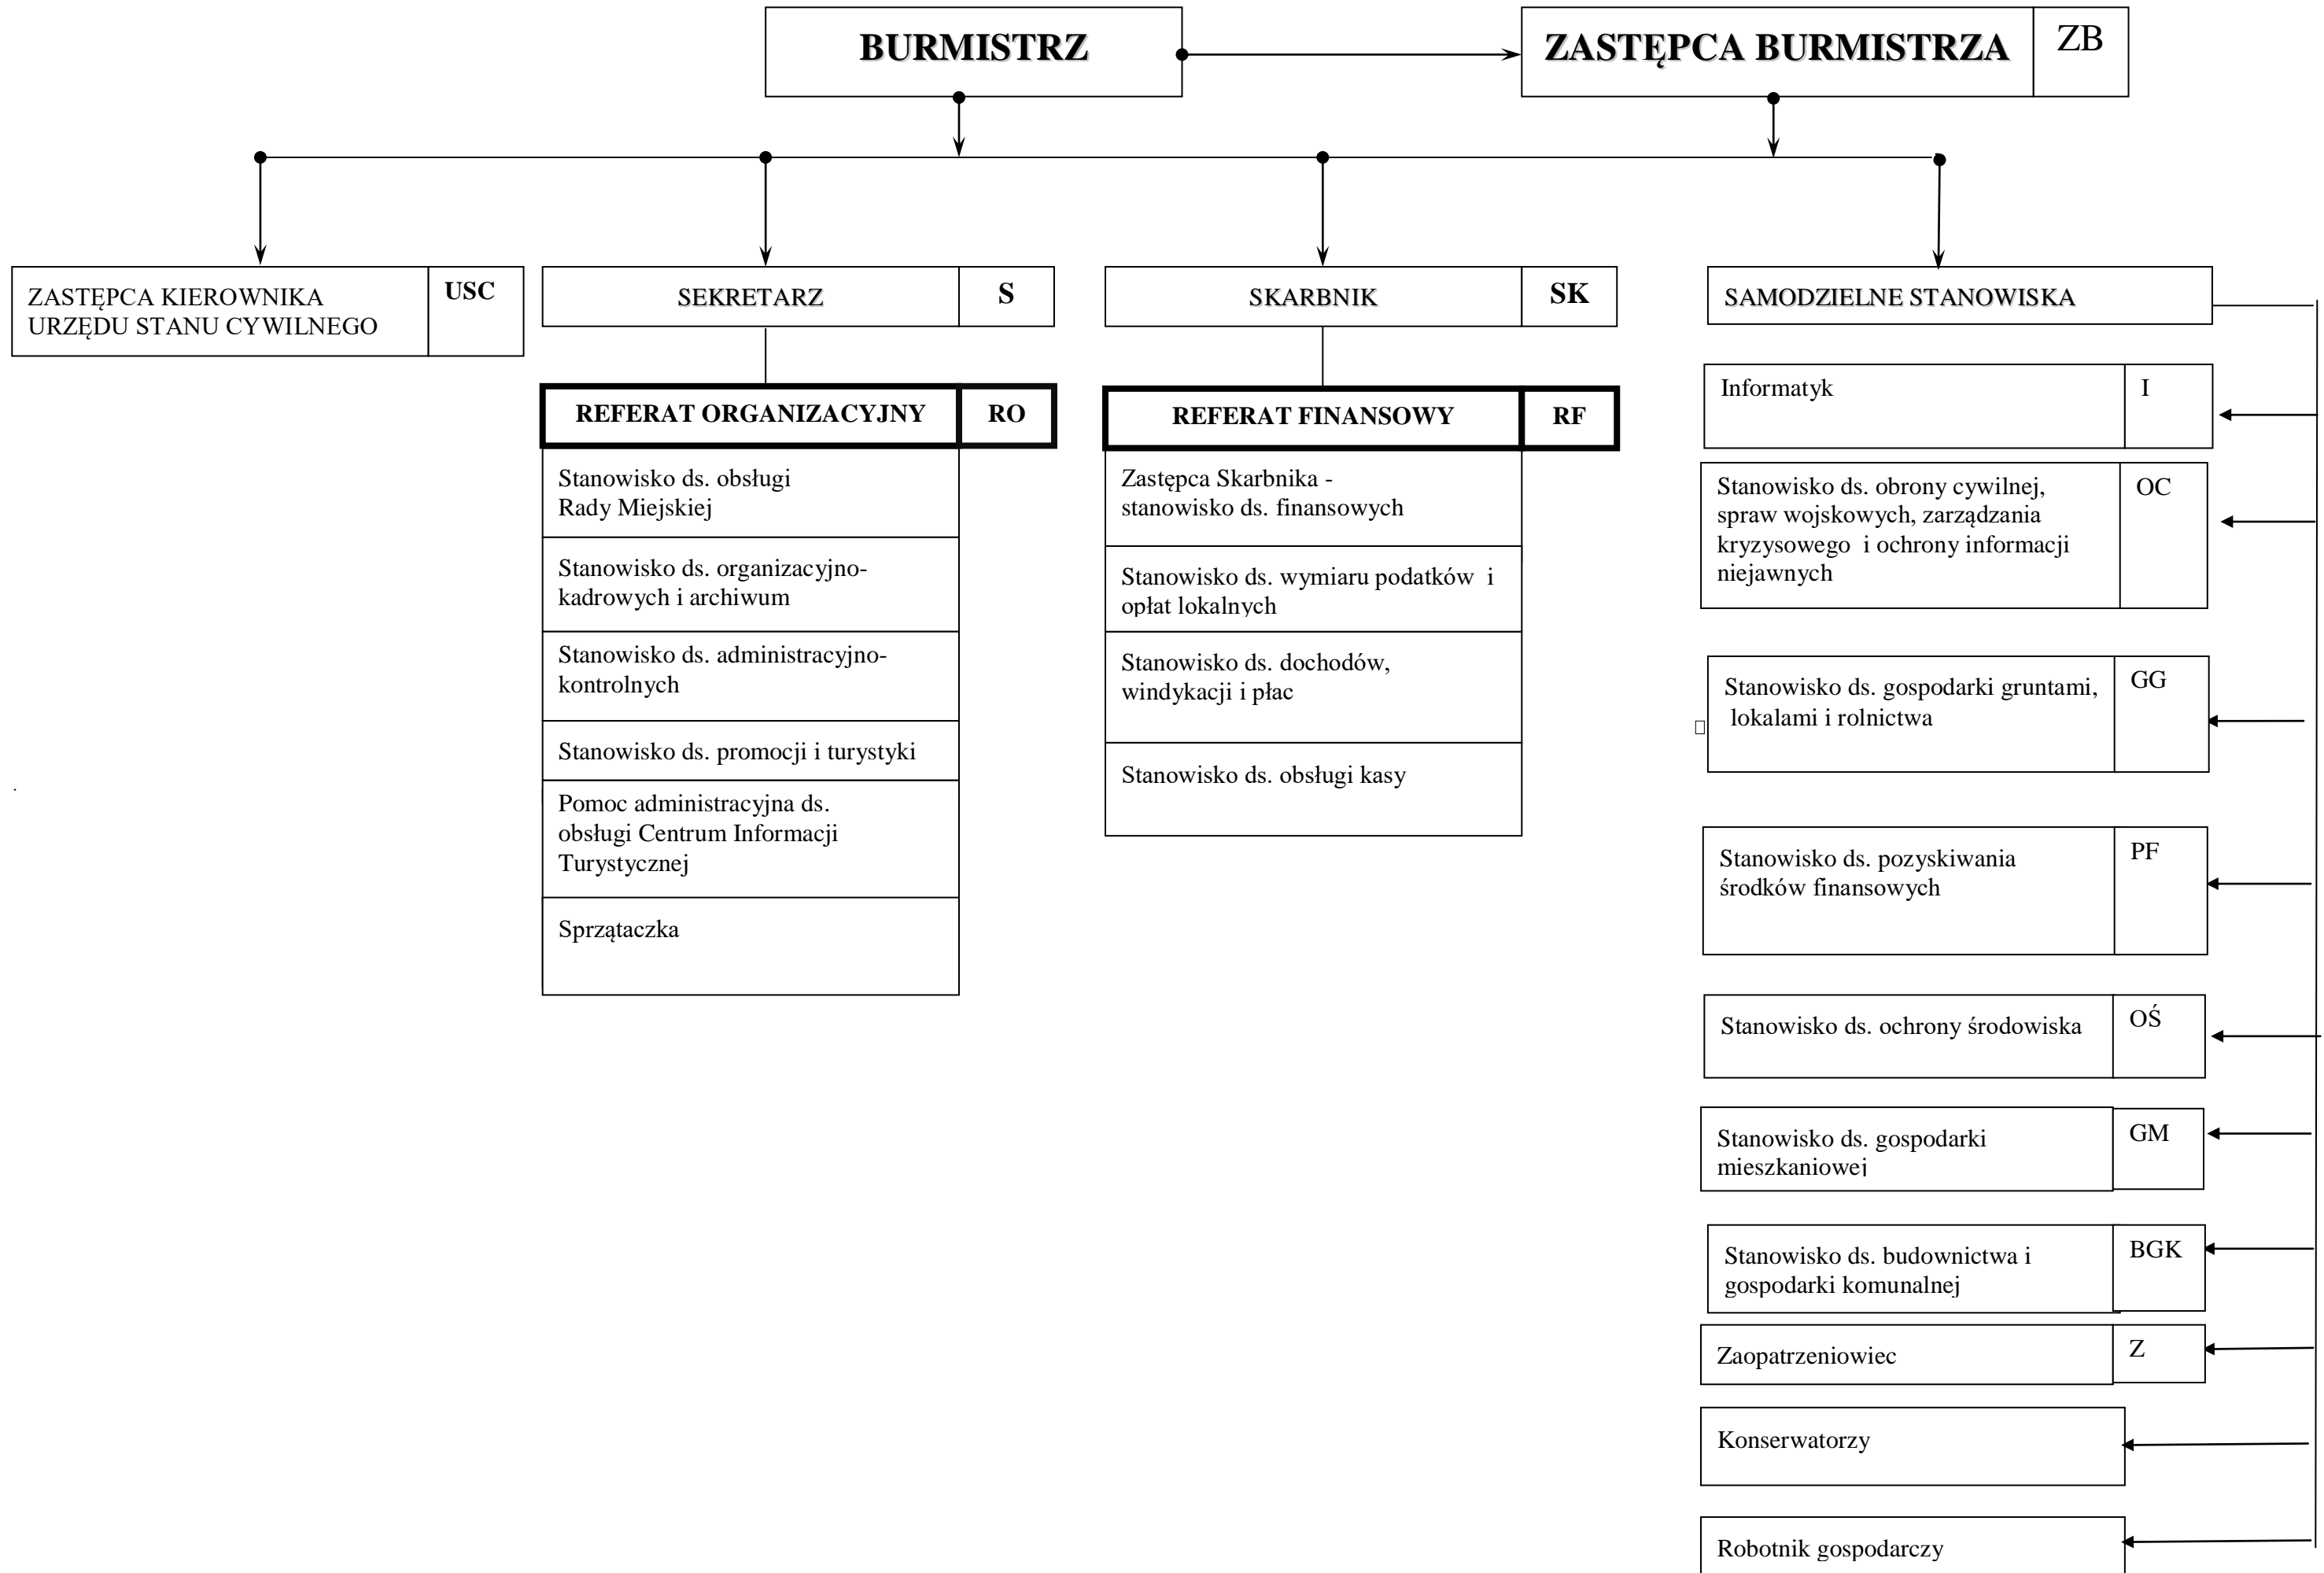 BURMISTRZ
ZASTĘPCA BURMISTRZA
ZB
ZASTĘPCA KIEROWNIKA
URZĘDU STANU CYWILNEGO
USC
SEKRETARZ
S
SKARBNIK
SK
SAMODZIELNE STANOWISKA
REFERAT ORGANIZACYJNY
RO
Stanowisko ds. obsługi
Rady Miejskiej
Stanowisko ds. organizacyjno-
kadrowych i archiwum
Stanowisko ds. administracyjno-
kontrolnych
Stanowisko ds. promocji i turystyki
Pomoc administracyjna ds.
obsługi Centrum Informacji
Turystycznej
Sprzątaczka
REFERAT FINANSOWY
RF
Zastępca Skarbnika -
stanowisko ds. finansowych
Stanowisko ds. wymiaru podatków i
opłat lokalnych
Stanowisko ds. dochodów,
windykacji i płac
Stanowisko ds. obsługi kasy
Informatyk
I
Stanowisko ds. obrony cywilnej,
spraw wojskowych, zarządzania
kryzysowego i ochrony informacji
niejawnych
OC
Stanowisko ds. gospodarki gruntami,
lokalami i rolnictwa
GG
Stanowisko ds. pozyskiwania
środków finansowych
PF
Stanowisko ds. ochrony środowiska
OŚ
Stanowisko ds. gospodarki
mieszkaniowej
GM
Stanowisko ds. budownictwa i
gospodarki komunalnej
BGK
Zaopatrzeniowiec
Z
Konserwatorzy
Robotnik gospodarczy